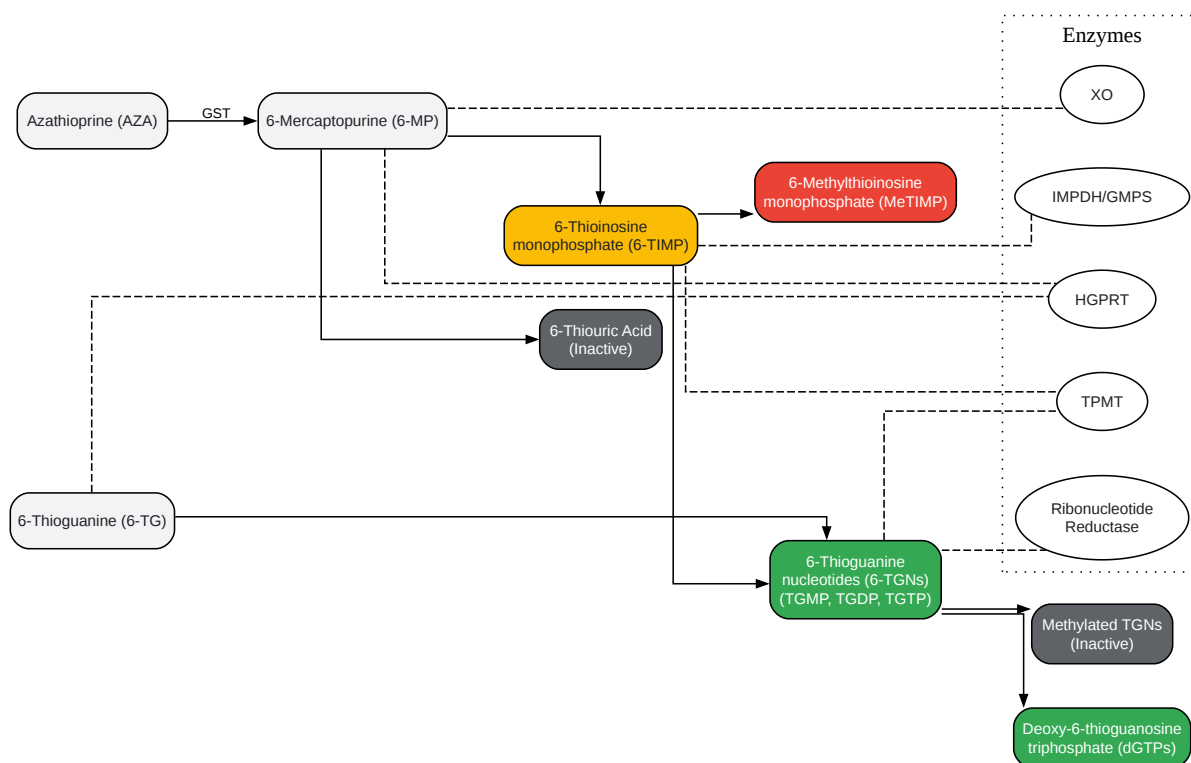 Enzymes
XO
Azathioprine (AZA)
GST
6-Mercaptopurine (6-MP)
6-Methylthioinosine
monophosphate (MeTIMP)
IMPDH/GMPS
6-Thioinosine
monophosphate (6-TIMP)
HGPRT
6-Thiouric Acid
(Inactive)
TPMT
6-Thioguanine (6-TG)
Ribonucleotide
Reductase
6-Thioguanine
nucleotides (6-TGNs)
(TGMP, TGDP, TGTP)
Methylated TGNs
(Inactive)
Deoxy-6-thioguanosine
triphosphate (dGTPs)